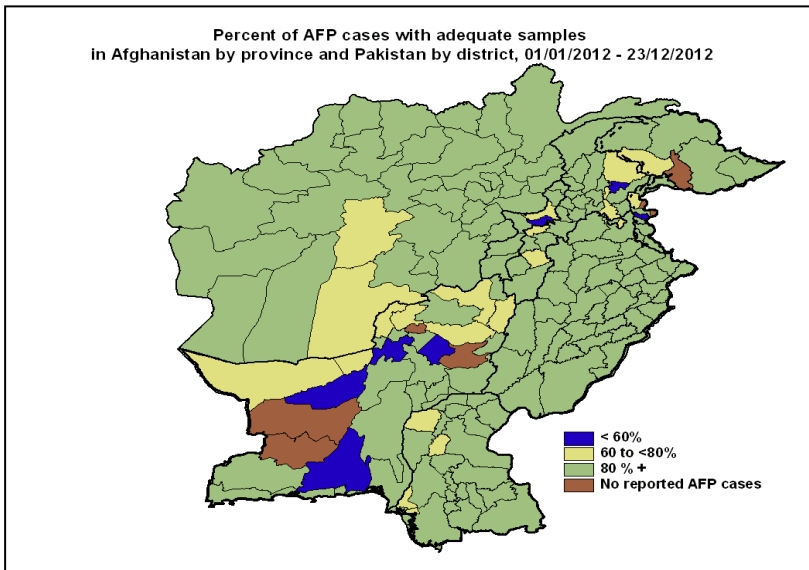 Percent of AFP cases with adequate samples
in Afghanistan by province and Pakistan by district, 01/01/2012 - 23/12/2012
< 60%
60 to <80%
80 % +
No reported AFP cases